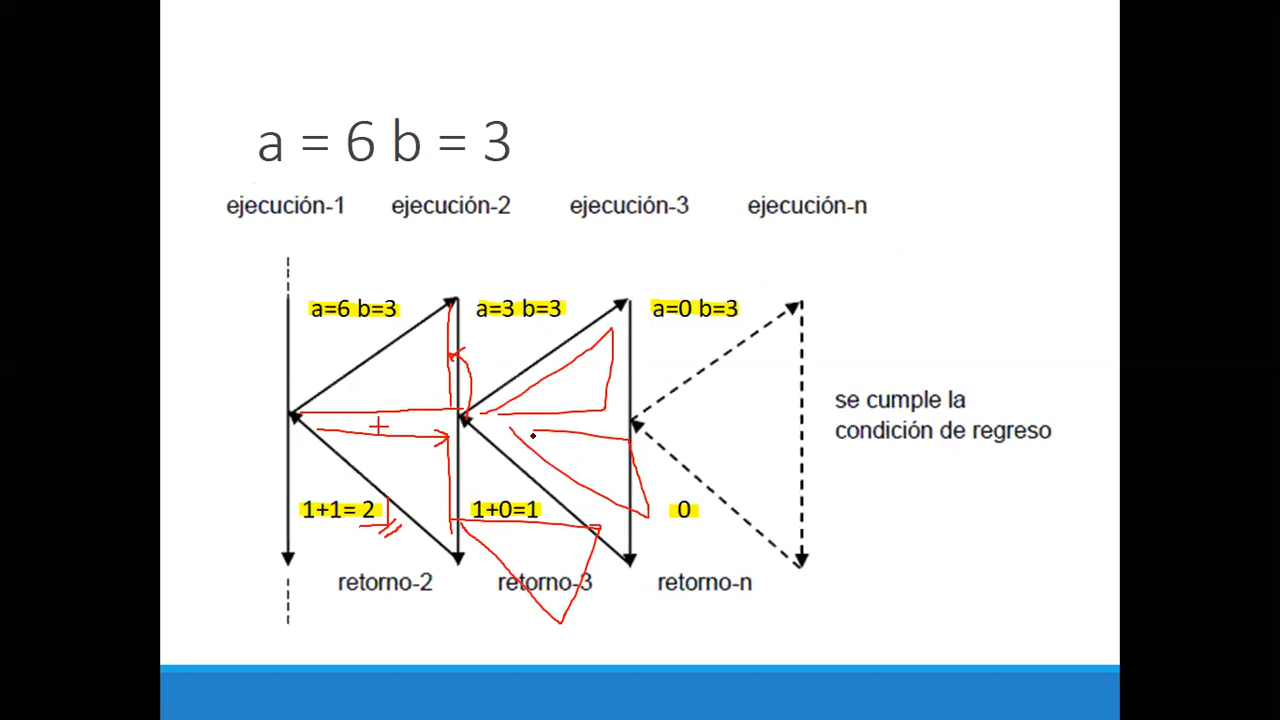 a = 6 b = 3
ejecución-1 ejecución-2 ejecución-3 ejecución-n
a=6 b=3 a=3 b=3 a=0 b=3
+
se cumple la
condición de regreso
1+1= 2 1+0=1 0
retorno-2 retorno-3 retorno-n